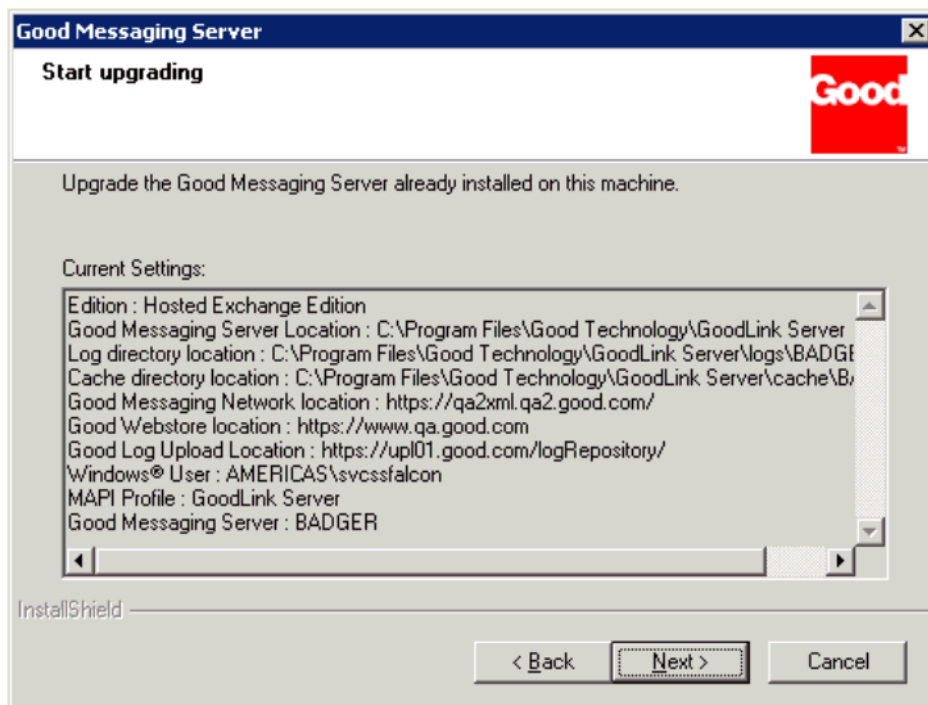 Good Messaging Server
Start upgrading
Good
Upgrade the Good Messaging Server already installed on this machine.
Current Settings:
Edition : Hosted Exchange Edition
Good Messaging Server Location : C:\Program Files\Good Technology\GoodLink Server
Log directory location : C:\Program Files\Good Technology\GoodLink Server\logs\BADGE
Cache directory location : C:\Program Files\Good Technology\GoodLink Server\cache\BA
Good Messaging Network location : https://qa2xml.qa2.good.com/
Good Webstore location : https://www.qa.good.com
Good Log Upload Location : https://upl01.good.com/logRepository/
Windows® User : AMERICAS\svcssfalcon
MAPI Profile : GoodLink Server
Good Messaging Server : BADGER
InstallShield
< Back
Next >
Cancel